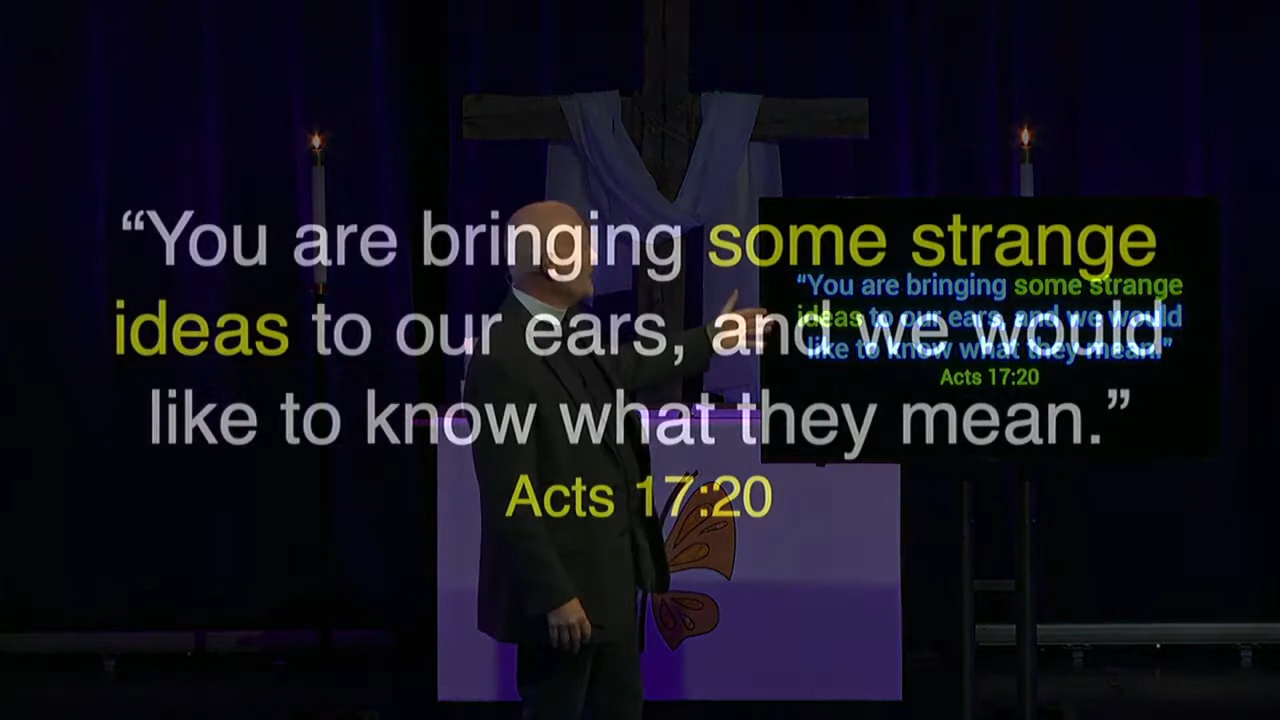 “You are bringing some strange
ideas to our ears, and we would
like to know what they mean.”
Acts 17:20
“You are bringing some strange
ideas to our ears, and we would
like to know what they mean.”
Acts 17:20